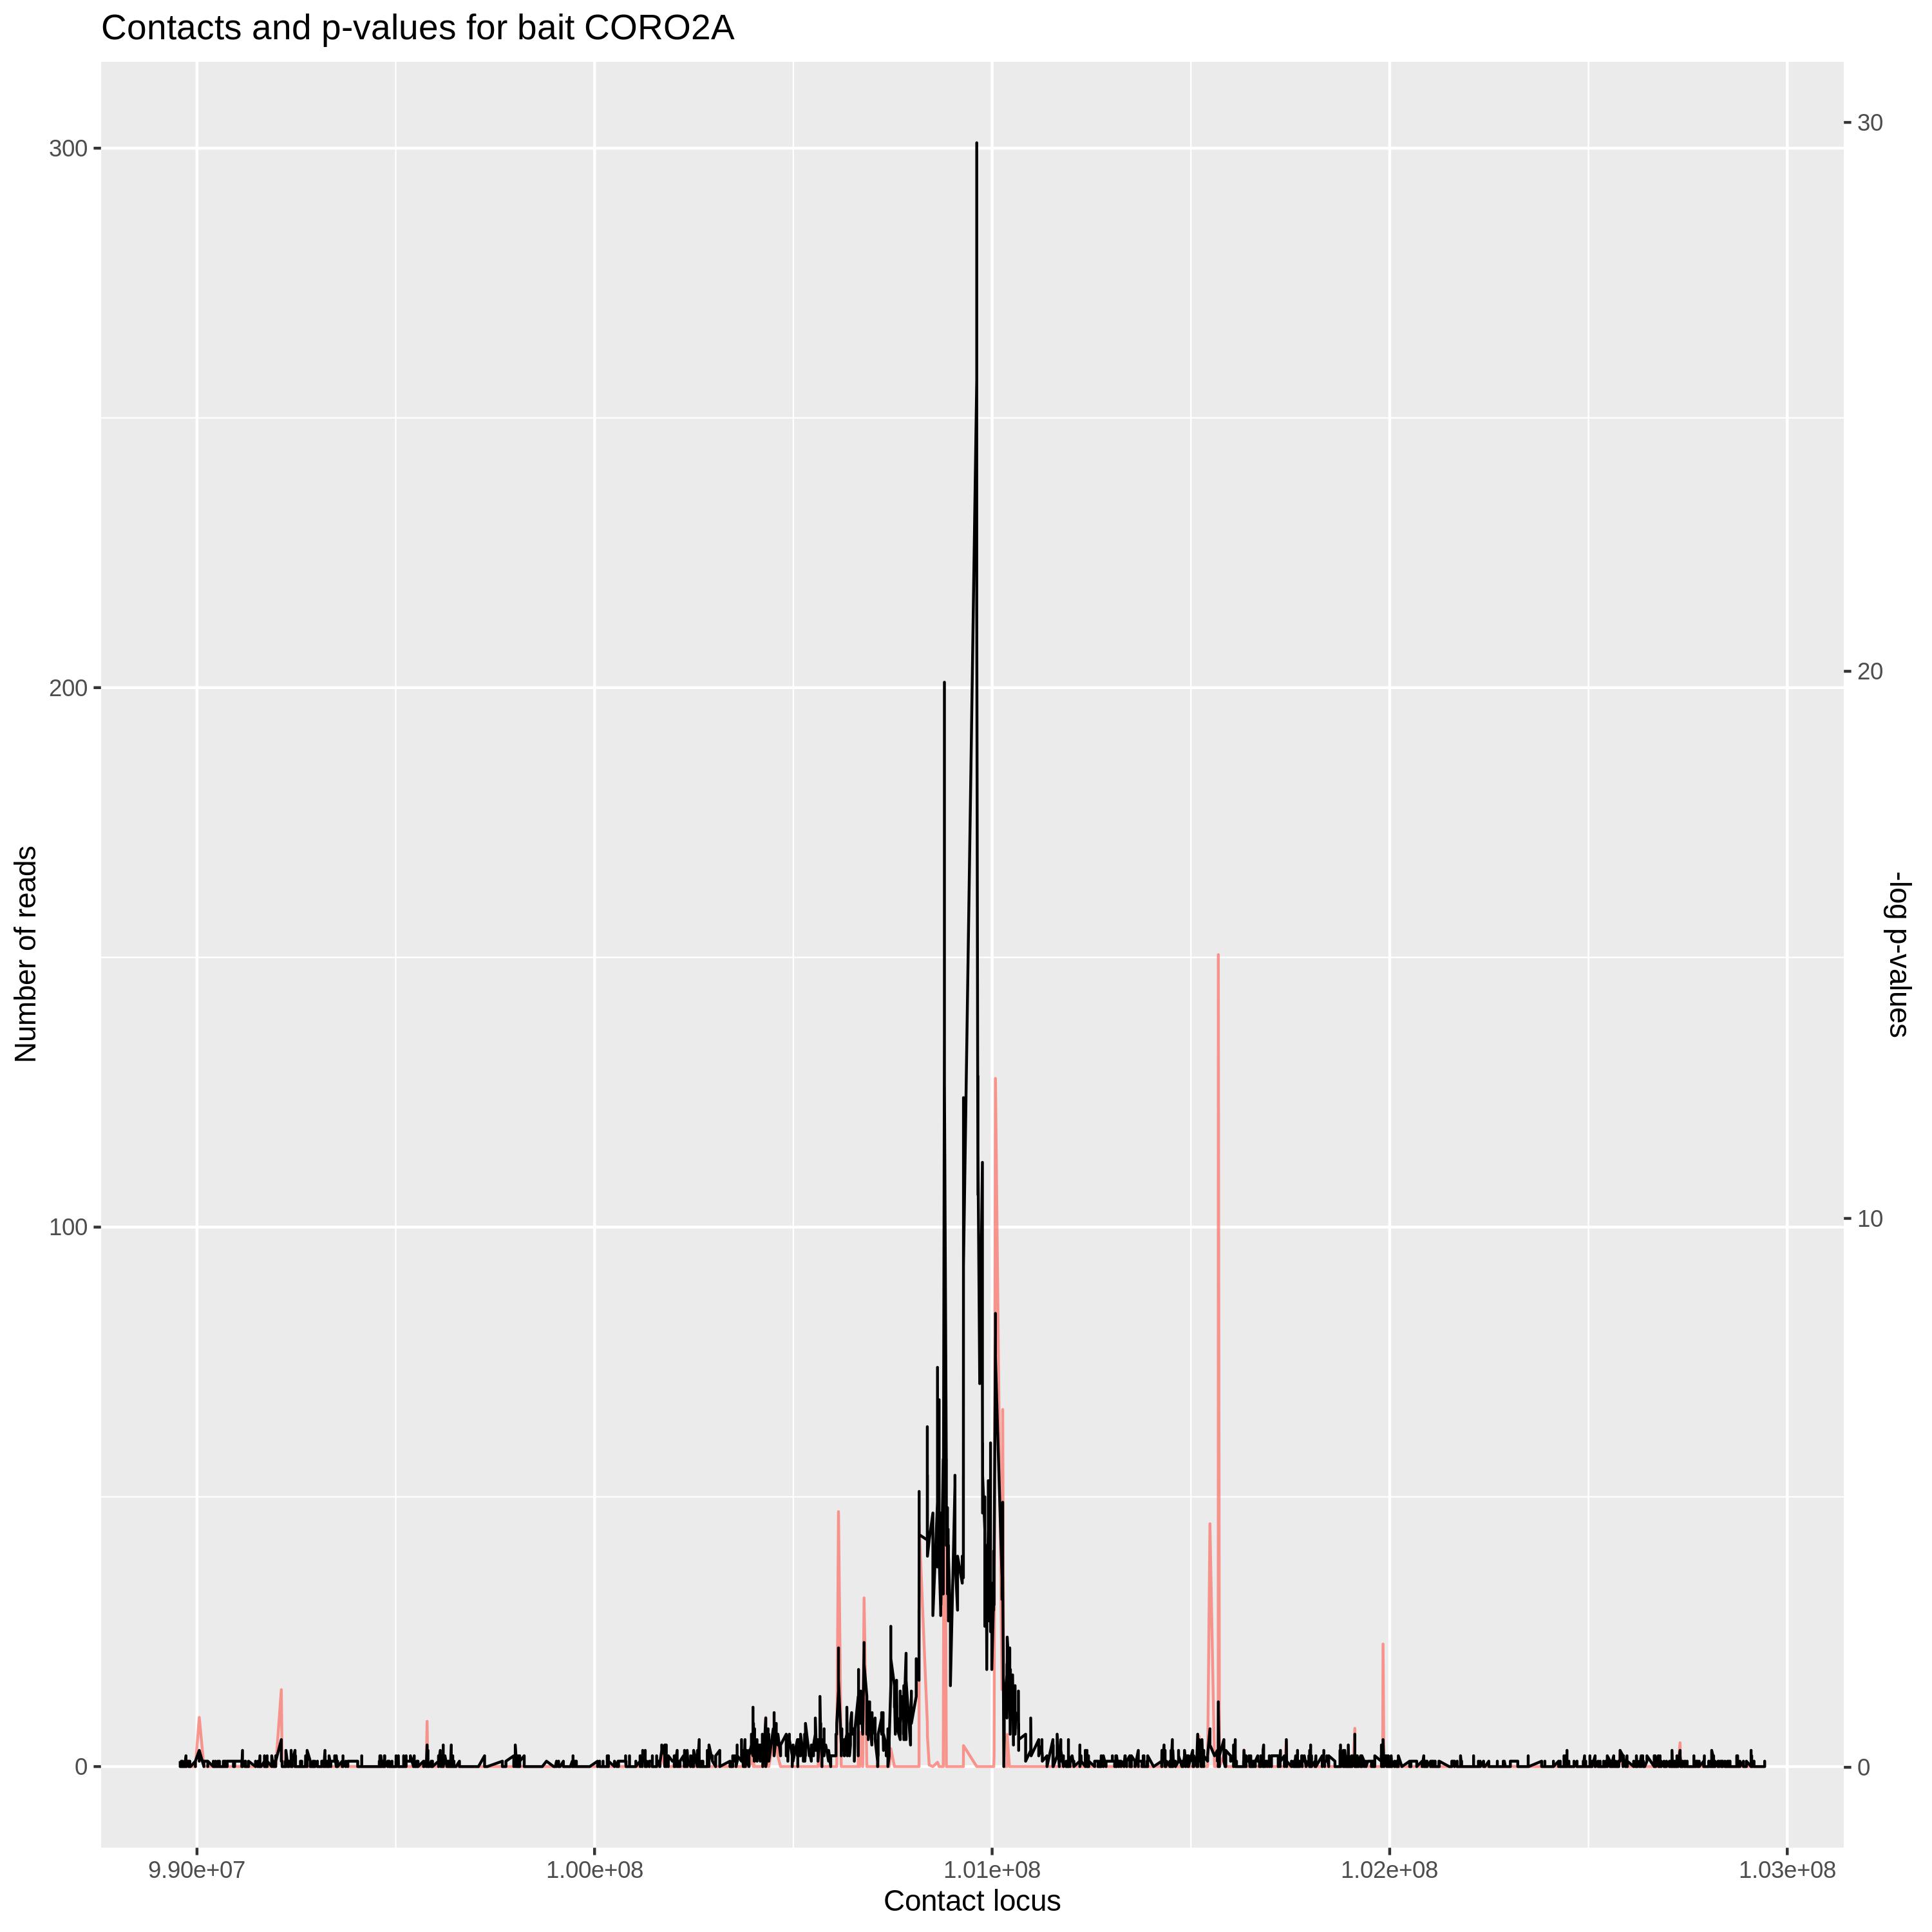 Contacts and p-values for bait CORO2A
300
200
100
0
Number of reads
30
20
10
0
-log p-values
9.90e+07
1.00e+08
1.01e+08
1.02e+08
1.03e+08
Contact locus